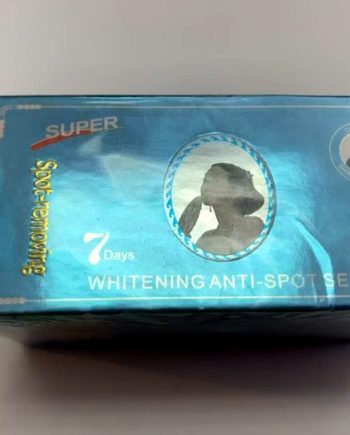 SUPER
Spot-removing
7 Days
WHITENING ANTI-SPOT SE